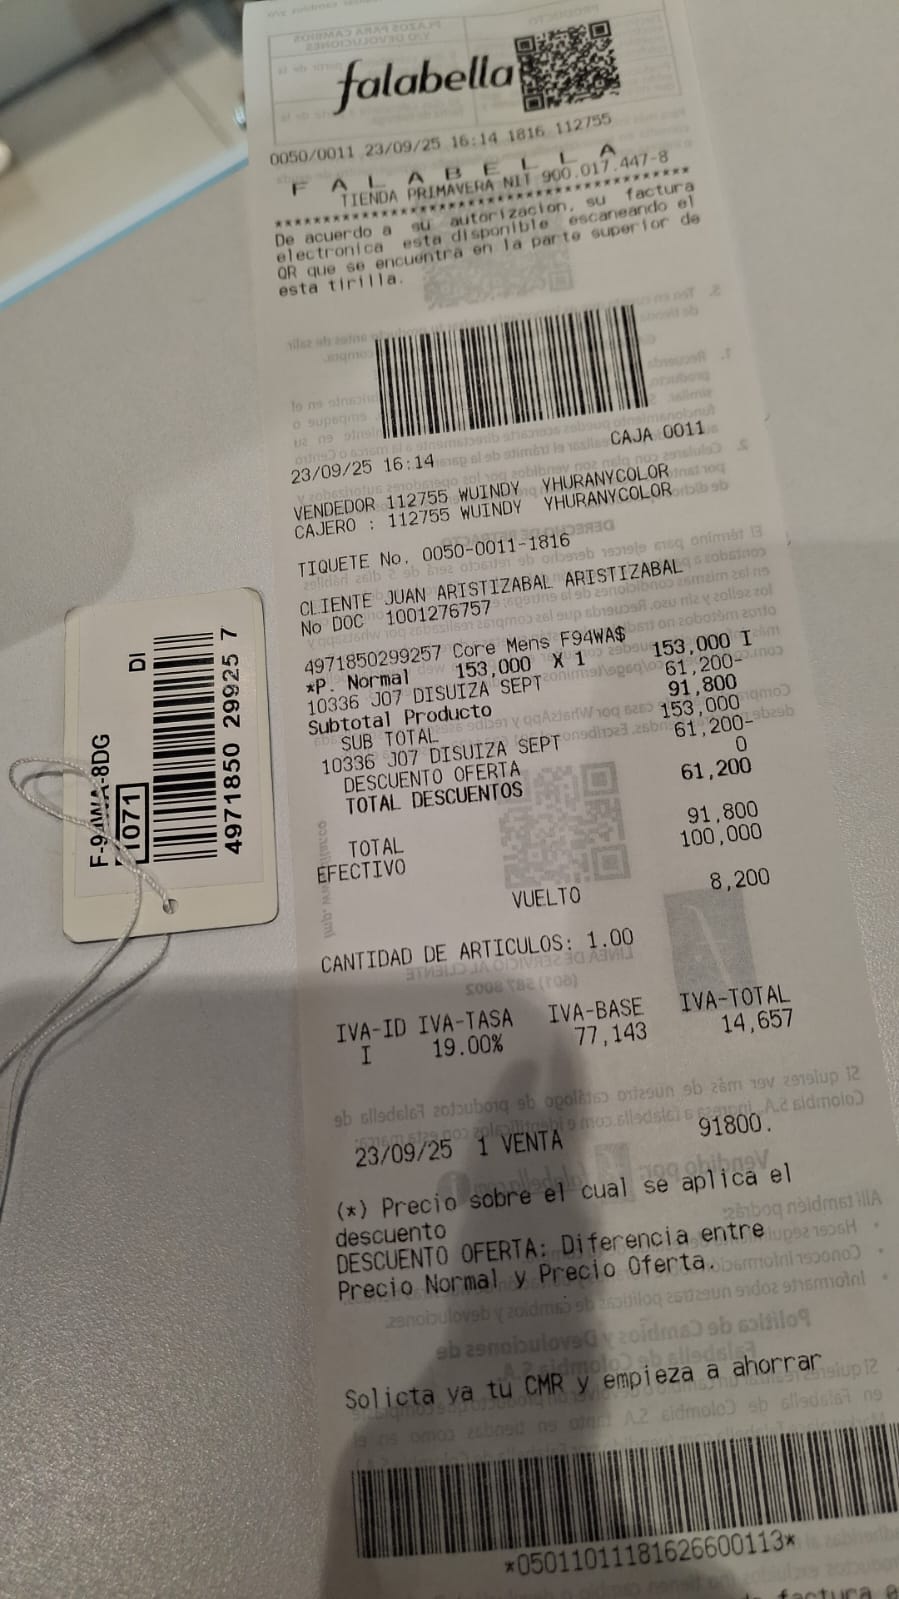 falabella
0050/0011 23/09/25 16:14 1816 112755
F A L A B E L L A
TIENDA PRIMAVERA NIT 900.017.447-8
****************************************
De acuerdo a su autorizacion, su factura
electronica esta disponible escaneando el
QR que se encuentra en la parte superior de
esta tirilla.
23/09/25 16:14 CAJA 0011
VENDEDOR 112755 WUINDY YHURANYCOLOR
CAJERO : 112755 WUINDY YHURANYCOLOR
TIQUETE No. 0050-0011-1816
CLIENTE JUAN ARISTIZABAL ARISTIZABAL
No DOC 1001276757
4971850299257 Core Mens F94WA$
*P. Normal 153,000 X 1 153,000 I
10336 J07 DISUIZA SEPT 61,200-
Subtotal Producto 91,800
SUB TOTAL 153,000
10336 J07 DISUIZA SEPT 61,200-
DESCUENTO OFERTA 0
TOTAL DESCUENTOS 61,200
TOTAL 91,800
EFECTIVO 100,000
VUELTO 8,200
CANTIDAD DE ARTICULOS: 1.00
IVA-ID IVA-TASA IVA-BASE IVA-TOTAL
I 19.00% 77,143 14,657
23/09/25 1 VENTA 91800.
(*) Precio sobre el cual se aplica el
descuento
DESCUENTO OFERTA: Diferencia entre
Precio Normal y Precio Oferta.
Solicta ya tu CMR y empieza a ahorrar
*05011011181626600113*
factura e
F-94WA-8DG
1071 DI
4971850 29925 7